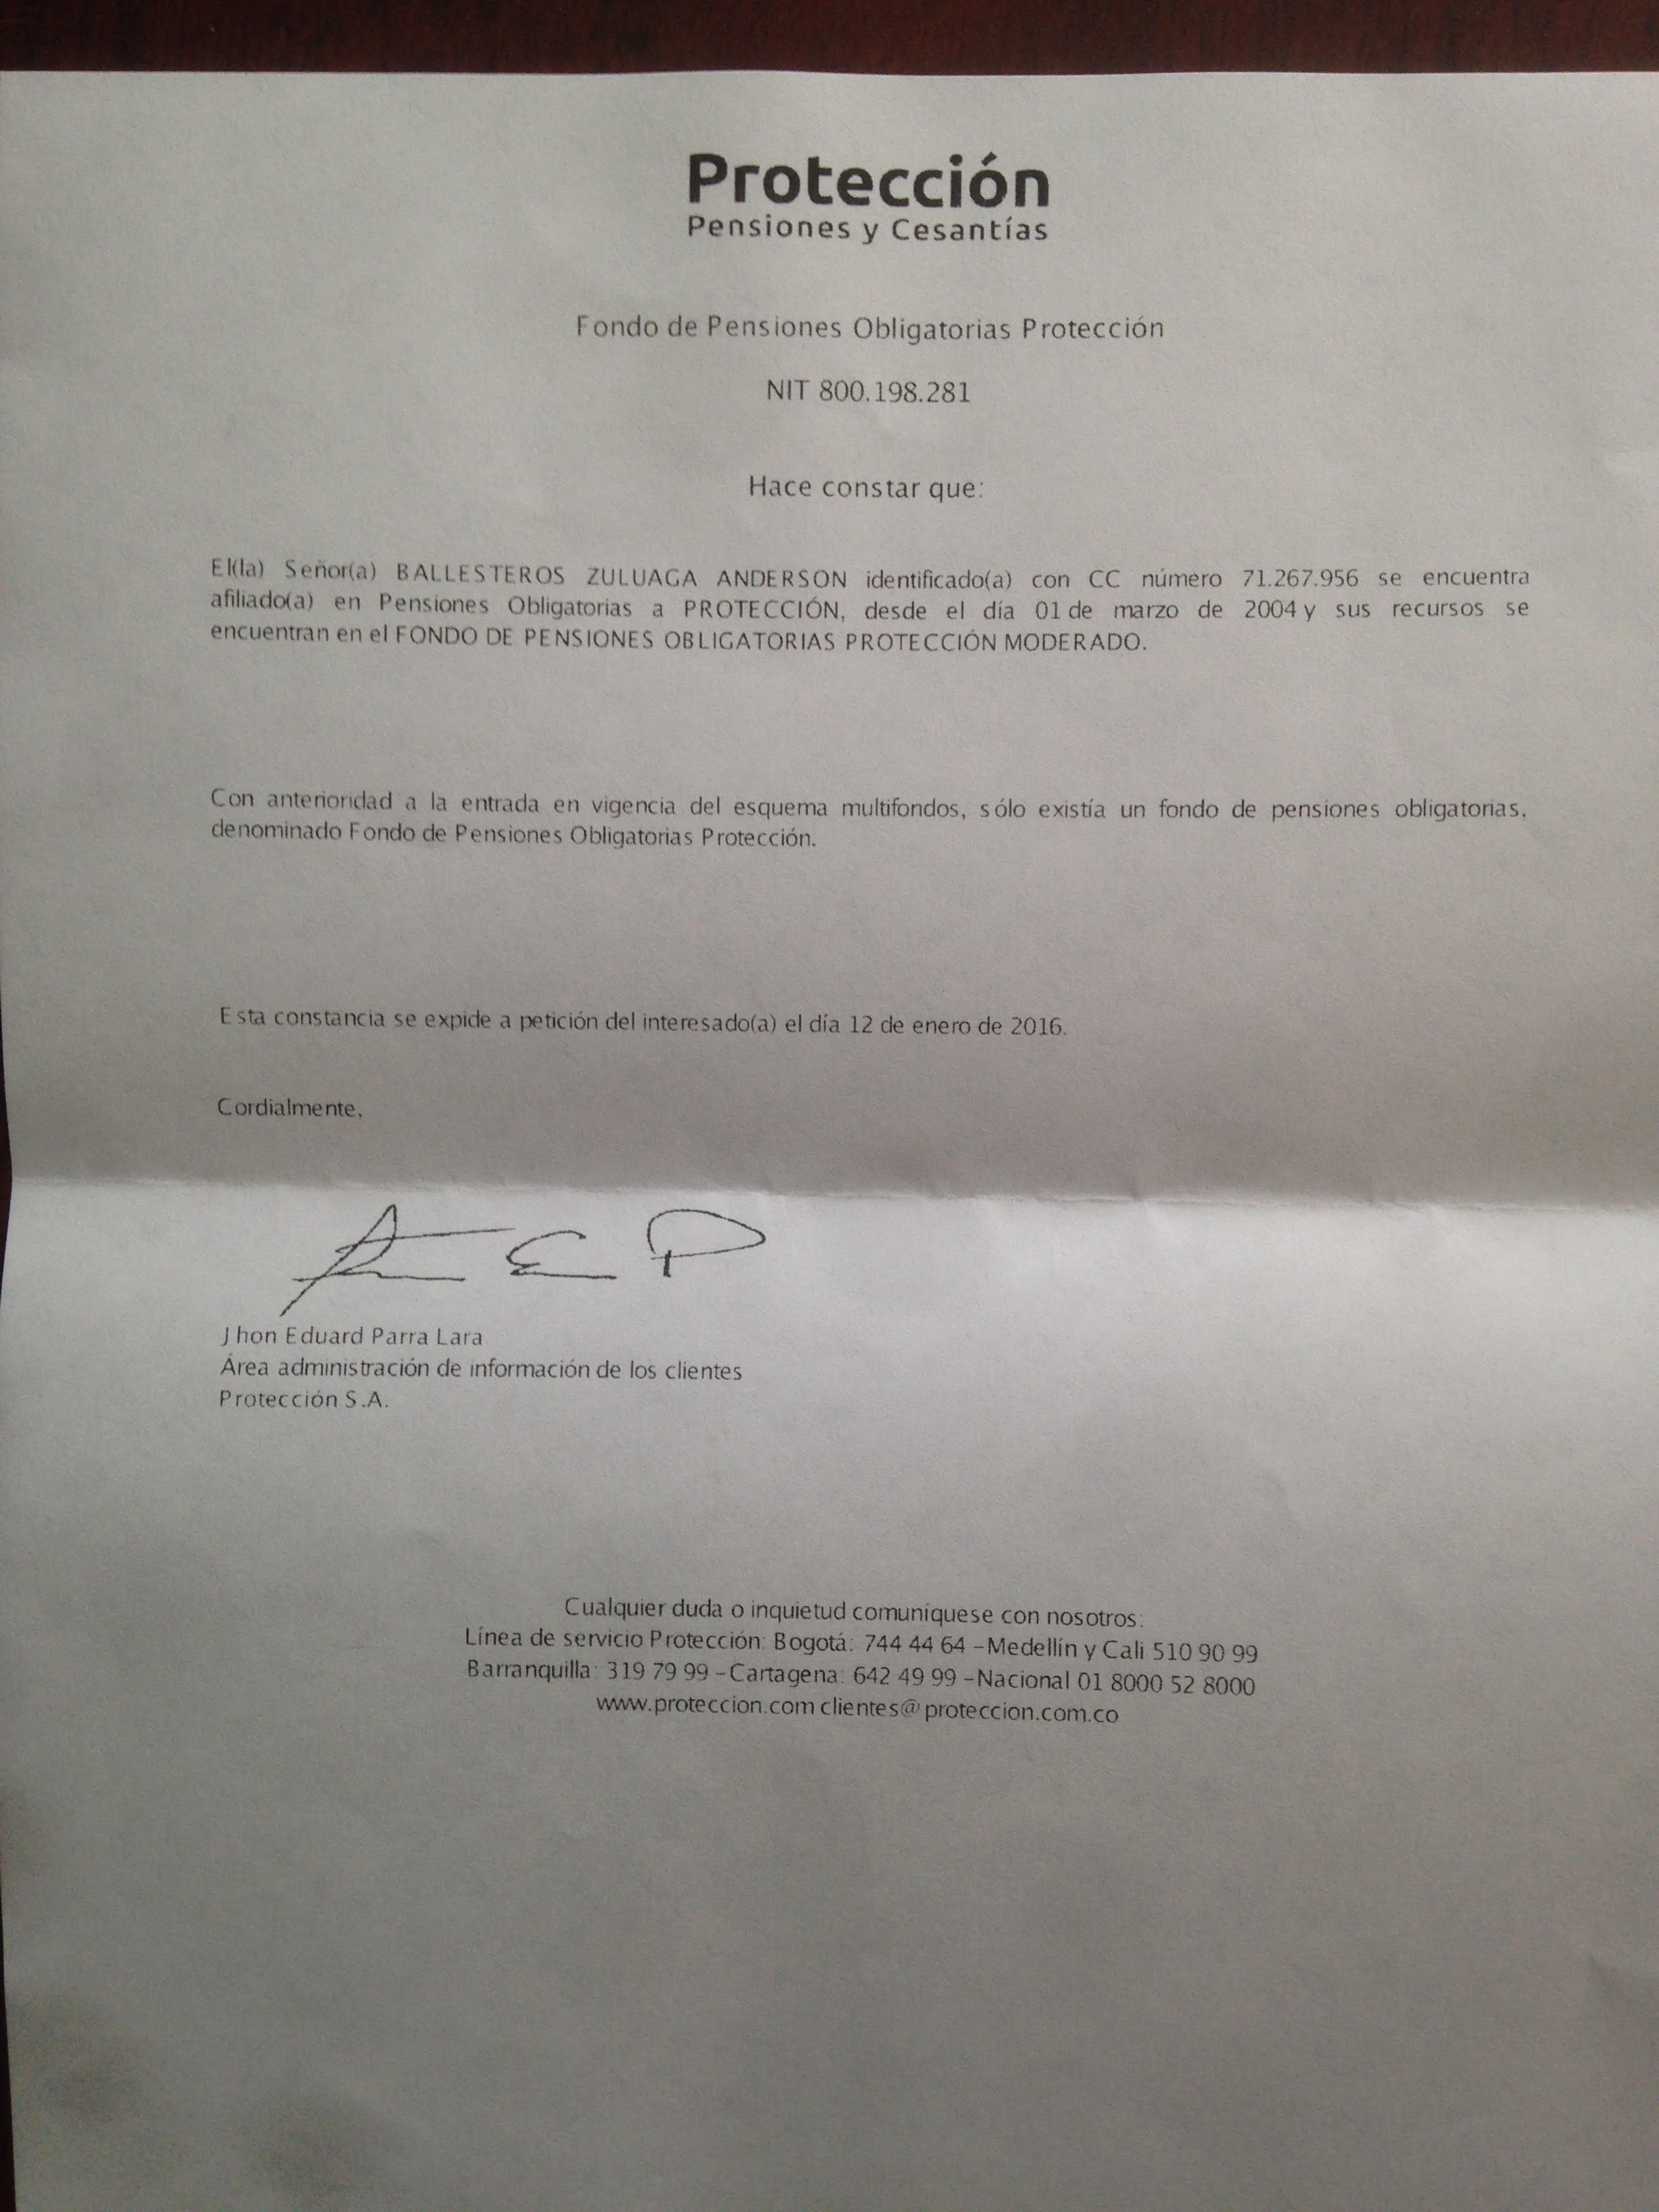 Protección
Pensiones y Cesantías
Fondo de Pensiones Obligatorias Protección
NIT 800.198.281
Hace constar que:
El(la) Señor(a) BALLESTEROS ZULUAGA ANDERSON identificado(a) con CC número 71.267.956 se encuentra
afiliado(a) en Pensiones Obligatorias a PROTECCIÓN, desde el día 01 de marzo de 2004 y sus recursos se
encuentran en el FONDO DE PENSIONES OBLIGATORIAS PROTECCIÓN MODERADO.
Con anterioridad a la entrada en vigencia del esquema multifondos, sólo existía un fondo de pensiones obligatorias,
denominado Fondo de Pensiones Obligatorias Protección.
Esta constancia se expide a petición del interesado(a) el día 12 de enero de 2016.
Cordialmente,
Jhon Eduard Parra Lara
Área administración de información de los clientes
Protección S.A.
Cualquier duda o inquietud comuníquese con nosotros:
Línea de servicio Protección: Bogotá: 744 44 64 –Medellín y Cali 510 90 99
Barranquilla: 319 79 99 –Cartagena: 642 49 99 –Nacional 01 8000 52 8000
www.proteccion.com clientes@proteccion.com.co